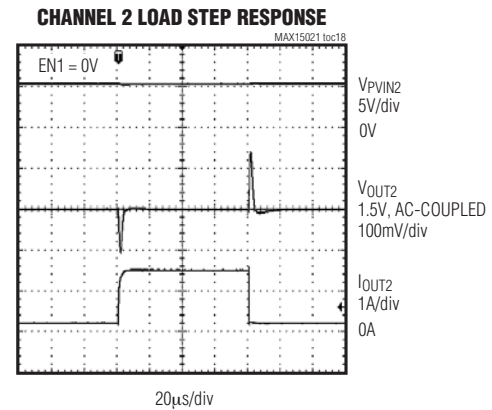 CHANNEL 2 LOAD STEP RESPONSE
MAX15021 toc18
EN1 = 0V
VPVIN2
5V/div
0V
VOUT2
1.5V, AC-COUPLED
100mV/div
IOUT2
1A/div
0A
20μs/div